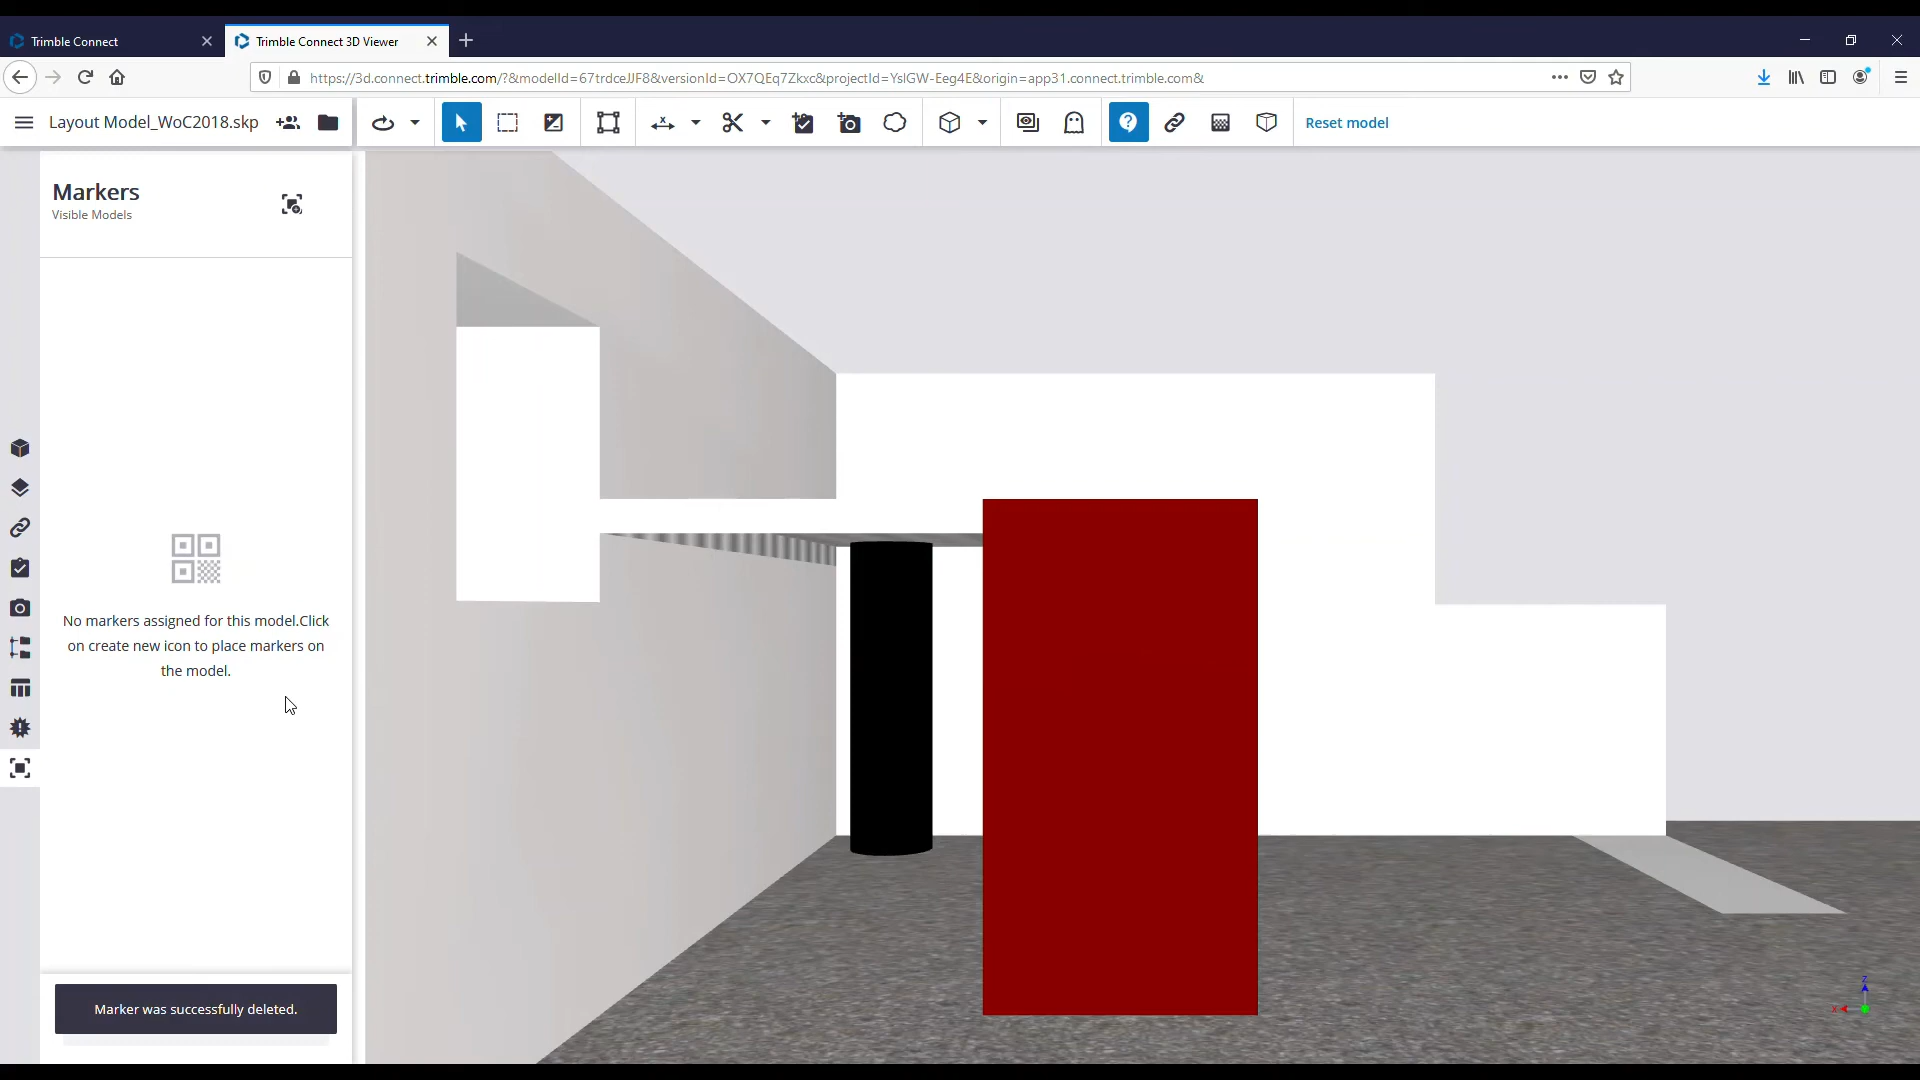 Trimble Connect
Trimble Connect 3D Viewer
https://3d.connect.trimble.com/?&modelId=67trdceJJF8&versionId=OX7QEq7Zkxc&projectId=YsIGW-Eeg4E&origin=app31.connect.trimble.com&
Layout Model_WoC2018.skp
Reset model
Markers
Visible Models
No markers assigned for this model.Click
on create new icon to place markers on
the model.
Marker was successfully deleted.
z
x